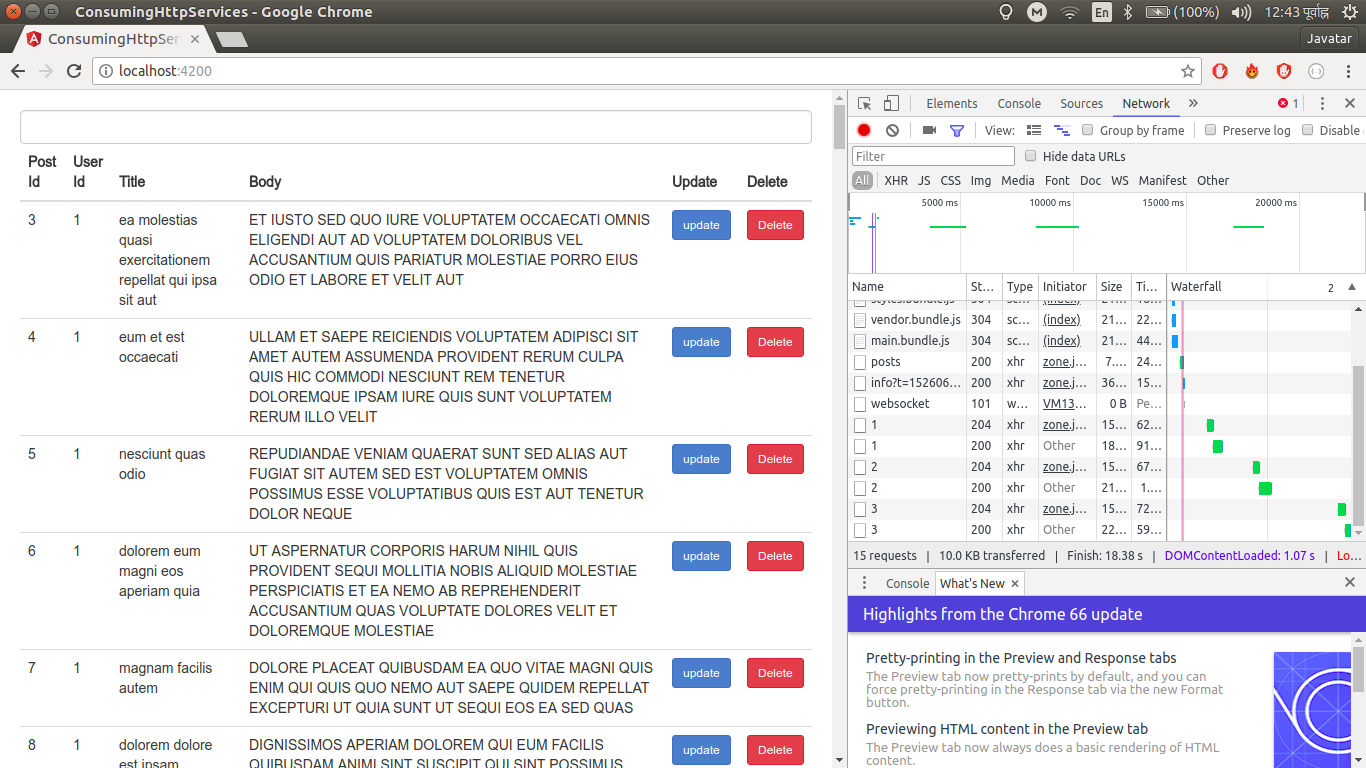 ConsumingHttpServices - Google Chrome
En (100%) 12:43 पूर्वाह्न
ConsumingHttpSer
Javatar
localhost:4200
Post Id User Id Title Body Update Delete
3 1 ea molestias quasi exercitationem repellat qui ipsa sit aut
ET IUSTO SED QUO IURE VOLUPTATEM OCCAECATI OMNIS
ELIGENDI AUT AD VOLUPTATEM DOLORIBUS VEL
ACCUSANTIUM QUIS PARIATUR MOLESTIAE PORRO EIUS
ODIO ET LABORE ET VELIT AUT
update Delete
4 1 eum et est occaecati
ULLAM ET SAEPE REICIENDIS VOLUPTATEM ADIPISCI SIT
AMET AUTEM ASSUMENDA PROVIDENT RERUM CULPA
QUIS HIC COMMODI NESCIUNT REM TENETUR
DOLOREMQUE IPSAM IURE QUIS SUNT VOLUPTATEM
RERUM ILLO VELIT
update Delete
5 1 nesciunt quas odio
REPUDIANDAE VENIAM QUAERAT SUNT SED ALIAS AUT
FUGIAT SIT AUTEM SED EST VOLUPTATEM OMNIS
POSSIMUS ESSE VOLUPTATIBUS QUIS EST AUT TENETUR
DOLOR NEQUE
update Delete
6 1 dolorem eum magni eos aperiam quia
UT ASPERNATUR CORPORIS HARUM NIHIL QUIS
PROVIDENT SEQUI MOLLITIA NOBIS ALIQUID MOLESTIAE
PERSPICIATIS ET EA NEMO AB REPREHENDERIT
ACCUSANTIUM QUAS VOLUPTATE DOLORES VELIT ET
DOLOREMQUE MOLESTIAE
update Delete
7 1 magnam facilis autem
DOLORE PLACEAT QUIBUSDAM EA QUO VITAE MAGNI QUIS
ENIM QUI QUIS QUO NEMO AUT SAEPE QUIDEM REPELLAT
EXCEPTURI UT QUIA SUNT UT SEQUI EOS EA SED QUAS
update Delete
8 1 dolorem dolore est ipsam
DIGNISSIMOS APERIAM DOLOREM QUI EUM FACILIS
QUIBUSDAM ANIMI SINT SUSCIPIT QUI SINT POSSIMUS
update Delete
Elements Console Sources Network » 1
View: Group by frame Preserve log Disable
Filter Hide data URLs
All XHR JS CSS Img Media Font Doc WS Manifest Other
5000 ms 10000 ms 15000 ms 20000 ms
Name St... Type Initiator Size Ti... Waterfall 2
styles.bundle.js 304 sc... (index) 21...
vendor.bundle.js 304 sc... (index) 21... 22...
main.bundle.js 304 sc... (index) 21... 44...
posts 200 xhr zone.j... 7.... 24...
info?t=152606... 200 xhr zone.j... 36... 15...
websocket 101 w... VM13... 0 B Pe...
1 204 xhr zone.j... 15... 62...
1 200 xhr Other 18... 91...
2 204 xhr zone.j... 15... 67...
2 200 xhr Other 21... 1....
3 204 xhr zone.j... 15... 72...
3 200 xhr Other 22... 59...
15 requests | 10.0 KB transferred | Finish: 18.38 s | DOMContentLoaded: 1.07 s | Lo...
Console What's New ×
Highlights from the Chrome 66 update
Pretty-printing in the Preview and Response tabs
The Preview tab now pretty-prints by default, and you can
force pretty-printing in the Response tab via the new Format
button.
Previewing HTML content in the Preview tab
The Preview tab now always does a basic rendering of HTML
content.